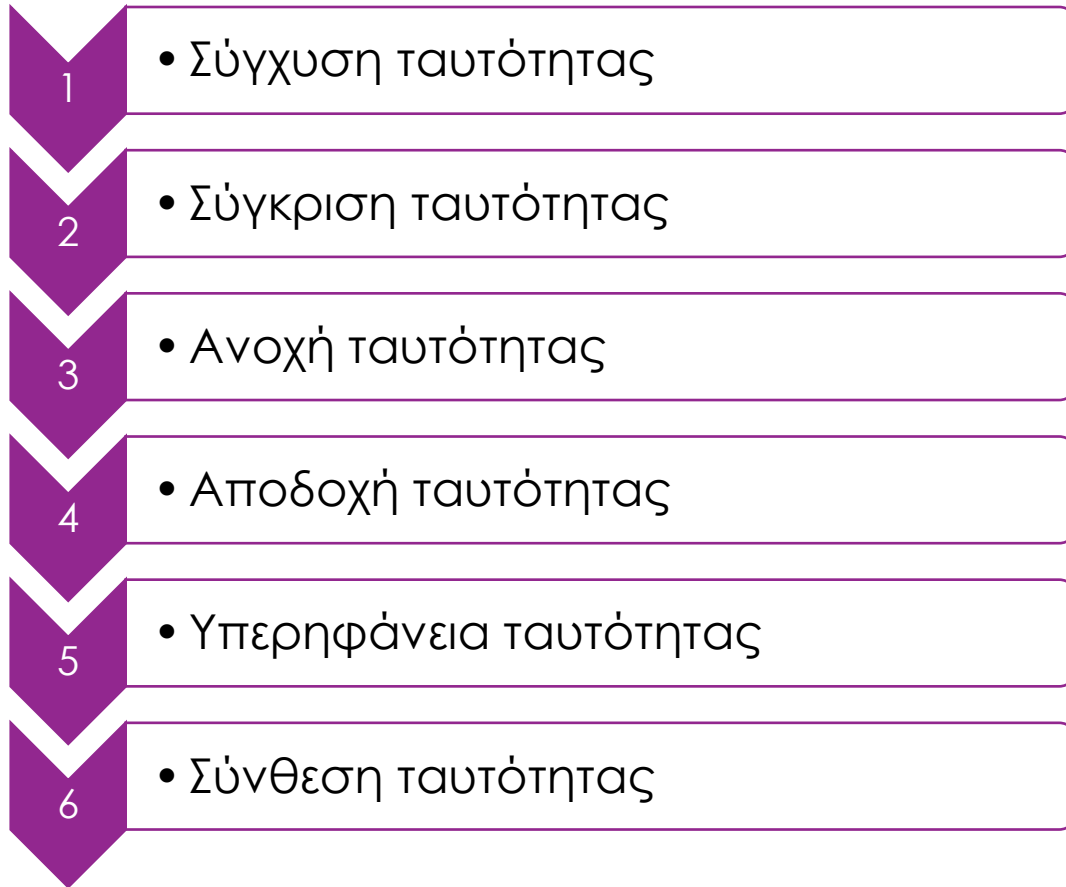 1
• Σύγχυση ταυτότητας
2
• Σύγκριση ταυτότητας
3
• Ανοχή ταυτότητας
4
• Αποδοχή ταυτότητας
5
• Υπερηφάνεια ταυτότητας
6
• Σύνθεση ταυτότητας